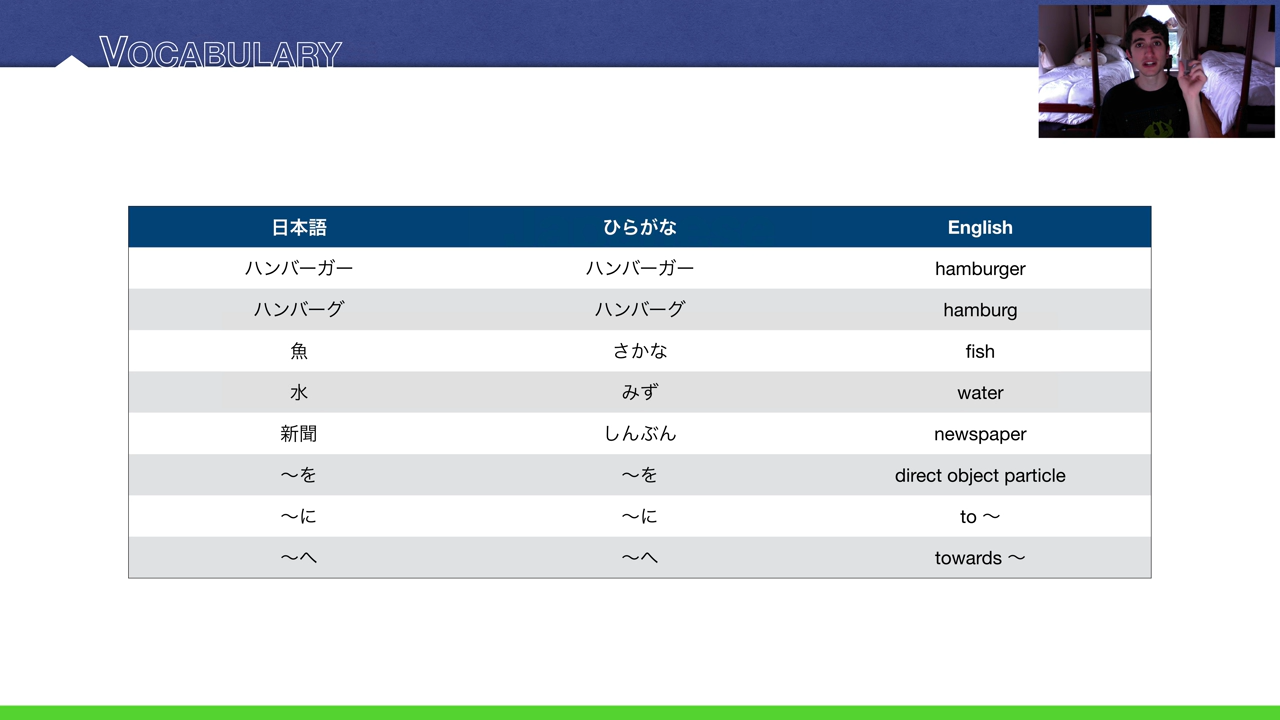 VOCABULARY
日本語 ひらがな English
ハンバーガー ハンバーガー hamburger
ハンバーグ ハンバーグ hamburg
魚 さかな fish
水 みず water
新聞 しんぶん newspaper
〜を 〜を direct object particle
〜に 〜に to 〜
〜へ 〜へ towards 〜